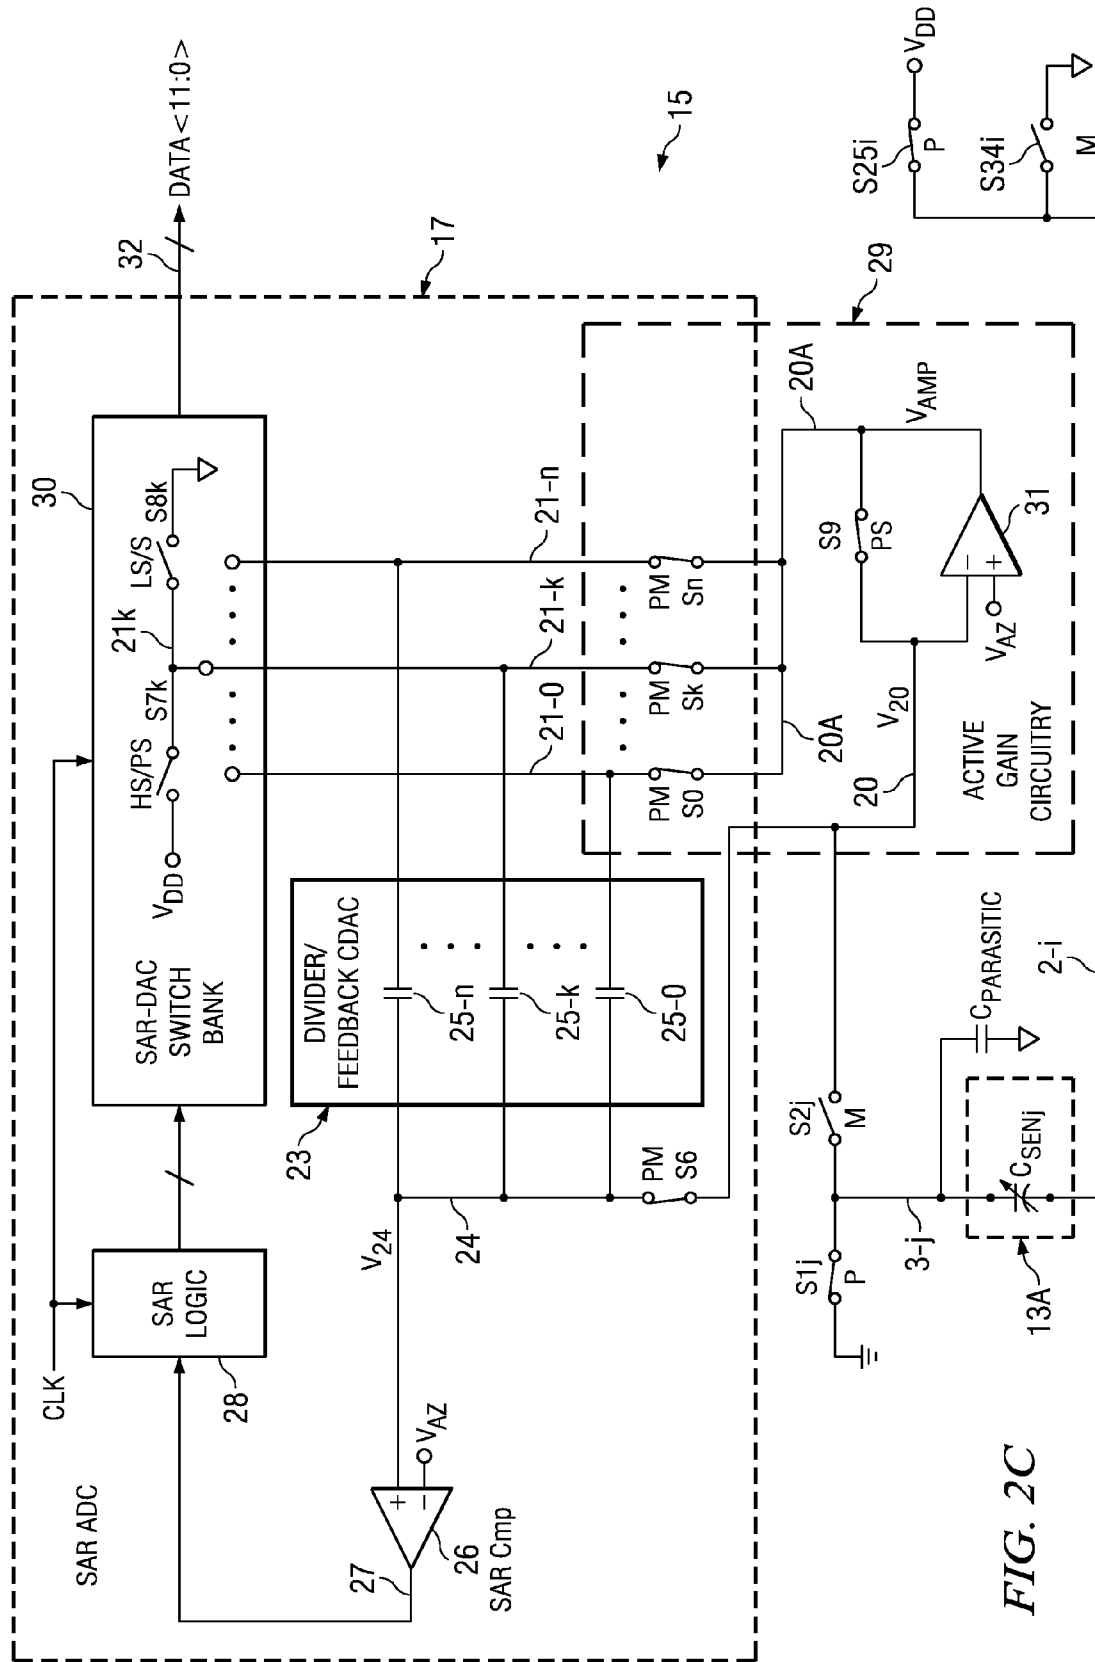 SAR ADC
CLK
SAR
LOGIC
28
SAR-DAC
SWITCH
BANK
30
VDD
HS/PS
S7k
21k
LS/S
S8k
32
DATA<11:0>
17
15
27
26
SAR Cmp
+
−
VAZ
V24
24
23
DIVIDER/
FEEDBACK CDAC
25-n
25-k
25-0
21-n
21-k
21-0
PM
S6
PM
S0
PM
Sk
PM
Sn
20A
20A
29
S9
PS
VAMP
31
−
+
VAZ
V20
20
ACTIVE
GAIN
CIRCUITRY
S1j
P
S2j
M
3-j
CPARASITIC
CSENj
13A
2-i
S25i
P
VDD
S34i
M
FIG. 2C